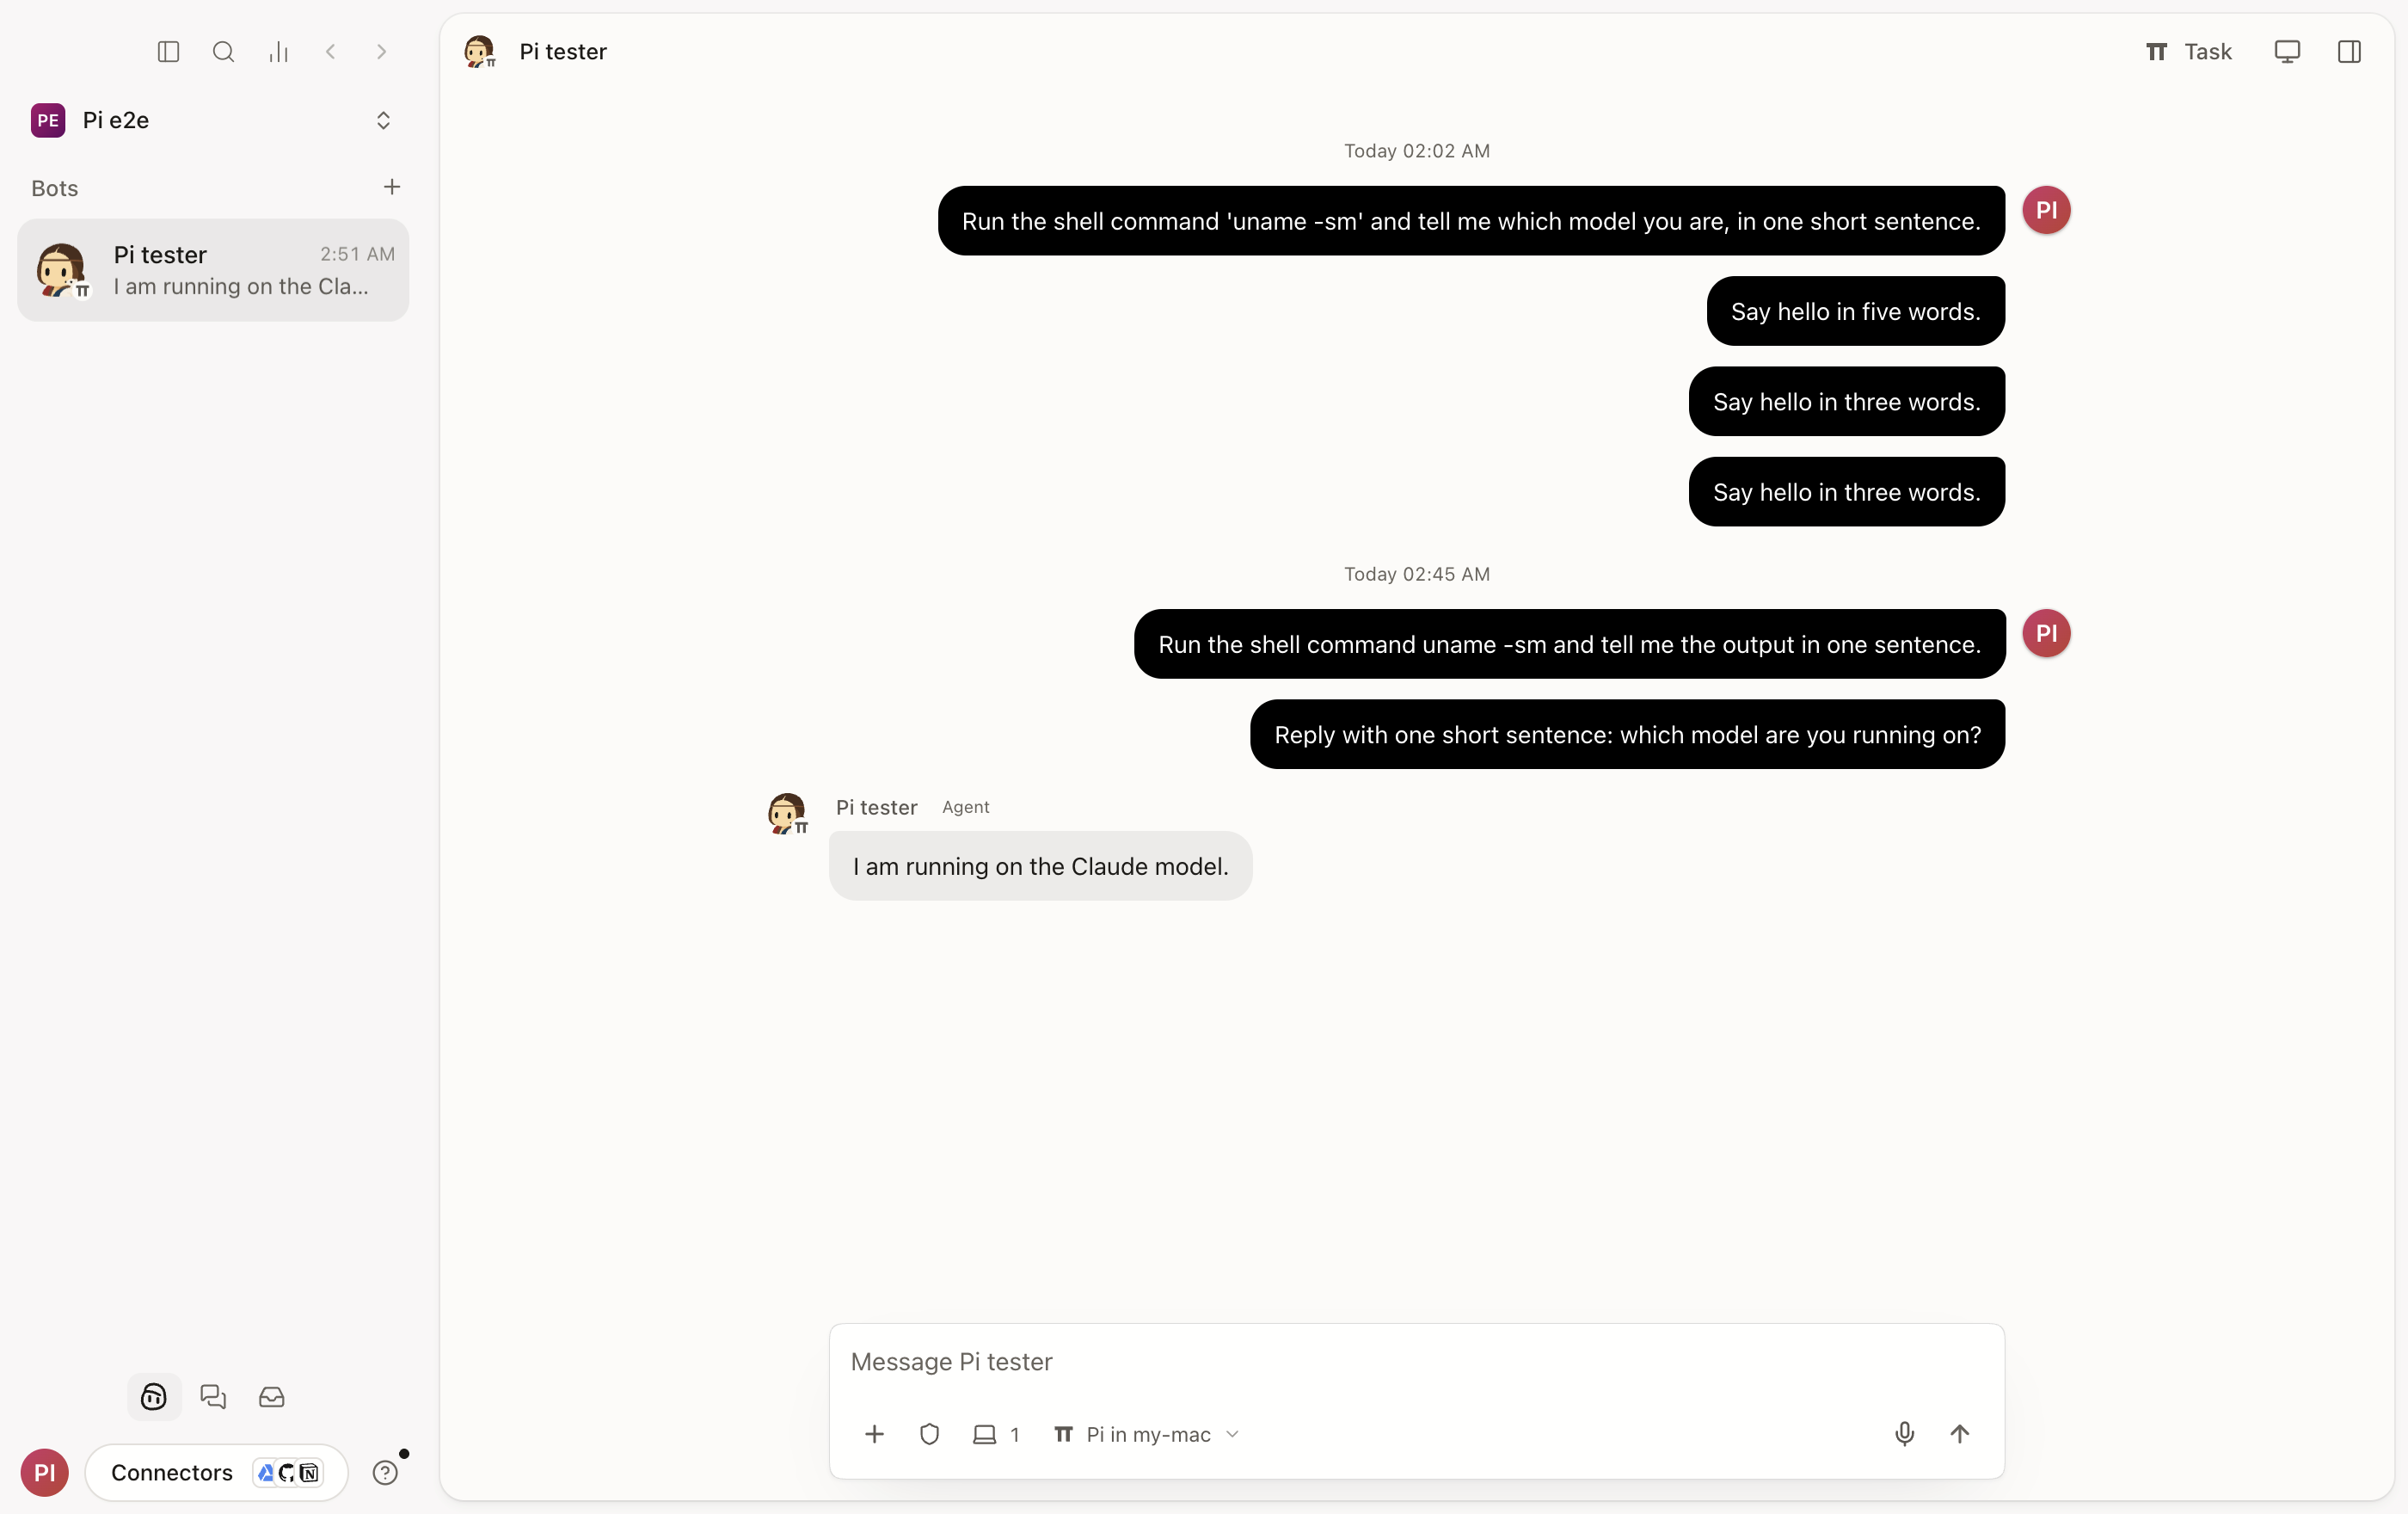 Pi tester
Task
PE
Pi e2e
Bots
Pi tester
2:51 AM
I am running on the Cla...
Today 02:02 AM
Run the shell command 'uname -sm' and tell me which model you are, in one short sentence.
PI
Say hello in five words.
Say hello in three words.
Say hello in three words.
Today 02:45 AM
Run the shell command uname -sm and tell me the output in one sentence.
PI
Reply with one short sentence: which model are you running on?
Pi tester Agent
I am running on the Claude model.
Message Pi tester
1
Pi in my-mac
PI
Connectors